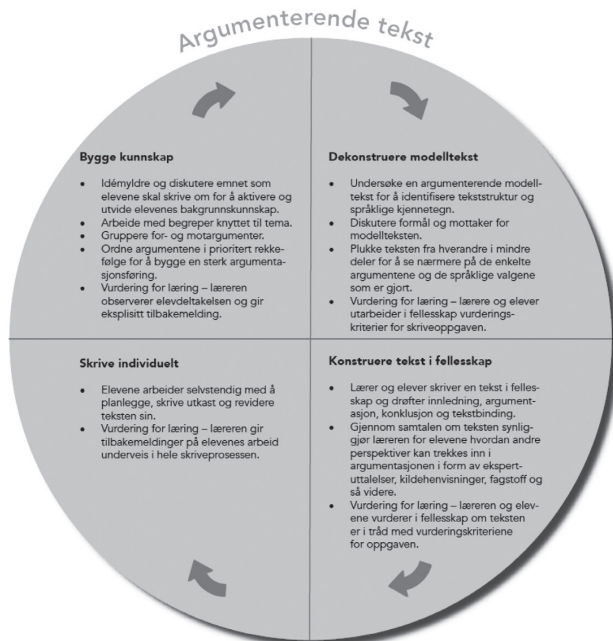 Argumenterende tekst
Bygge kunnskap
• Idémyldre og diskutere emnet som
elevene skal skrive om for å aktivere og
utvide elevenes bakgrunnskunnskap.
• Arbeide med begreper knyttet til tema.
• Gruppere for- og motargumenter.
• Ordne argumentene i prioritert rekke-
følge for å bygge en sterk argumenta-
sjonsføring.
• Vurdering for læring – læreren
observerer elevdeltakelsen og gir
eksplisitt tilbakemelding.
Dekonstruere modelltekst
• Undersøke en argumenterende modell-
tekst for å identifisere tekststruktur og
språklige kjennetegn.
• Diskutere formål og mottaker for
modellteksten.
• Plukke teksten fra hverandre i mindre
deler for å se nærmere på de enkelte
argumentene og de språklige valgene
som er gjort.
• Vurdering for læring – lærere og elever
utarbeider i fellesskap vurderings-
kriterier for skriveoppgaven.
Skrive individuelt
• Elevene arbeider selvstendig med å
planlegge, skrive utkast og revidere
teksten sin.
• Vurdering for læring – læreren gir
tilbakemeldinger på elevenes arbeid
underveis i hele skriveprosessen.
Konstruere tekst i fellesskap
• Lærer og elever skriver en tekst i felles-
skap og drøfter innledning, argument-
asjon, konklusjon og tekstbinding.
• Gjennom samtalen om teksten synlig-
gjør læreren for elevene hvordan andre
perspektiver kan trekkes inn i
argumentasjonen i form av ekspert-
uttalelser, kildehenvisninger, fagstoff og
så videre.
• Vurdering for læring – læreren og elev-
ene vurderer i fellesskap om teksten
er i tråd med vurderingskriteriene
for oppgaven.